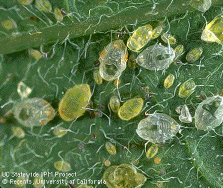 UC Statewide IPM Project
© Regents, University of California